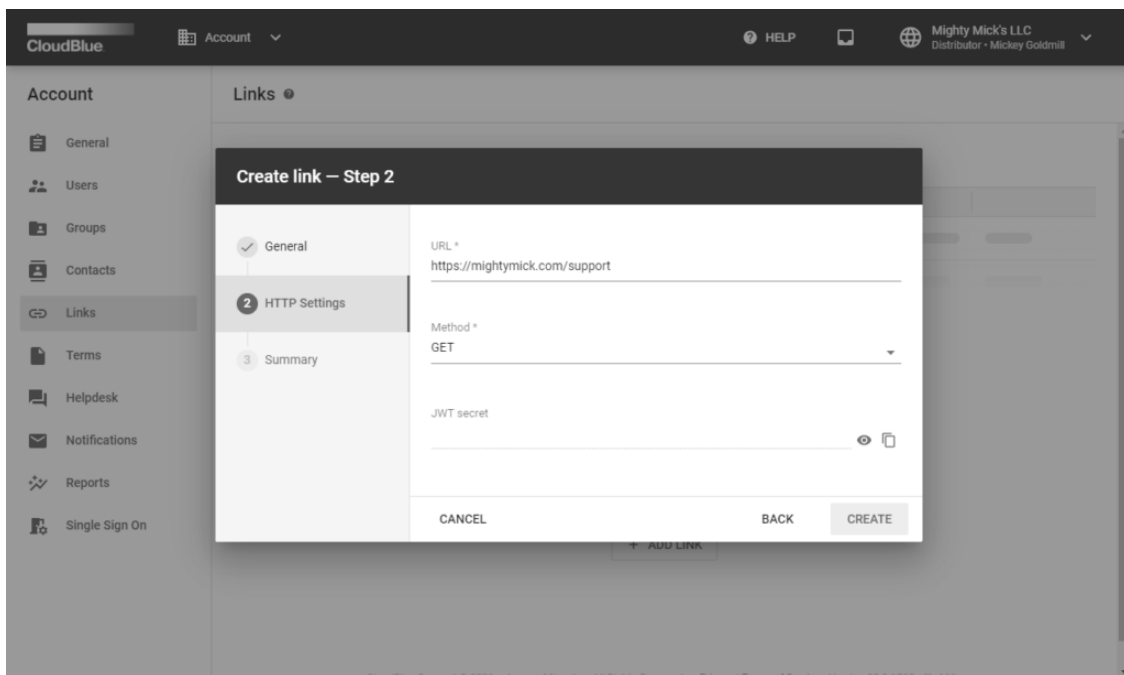 CloudBlue
Account
HELP
Mighty Mick's LLC
Distributor • Mickey Goldmill
Account
Links
General
Users
Groups
Contacts
Links
Terms
Helpdesk
Notifications
Reports
Single Sign On
Create link — Step 2
General
2 HTTP Settings
3 Summary
URL *
https://mightymick.com/support
Method *
GET
JWT secret
CANCEL
BACK
CREATE
+ ADD LINK